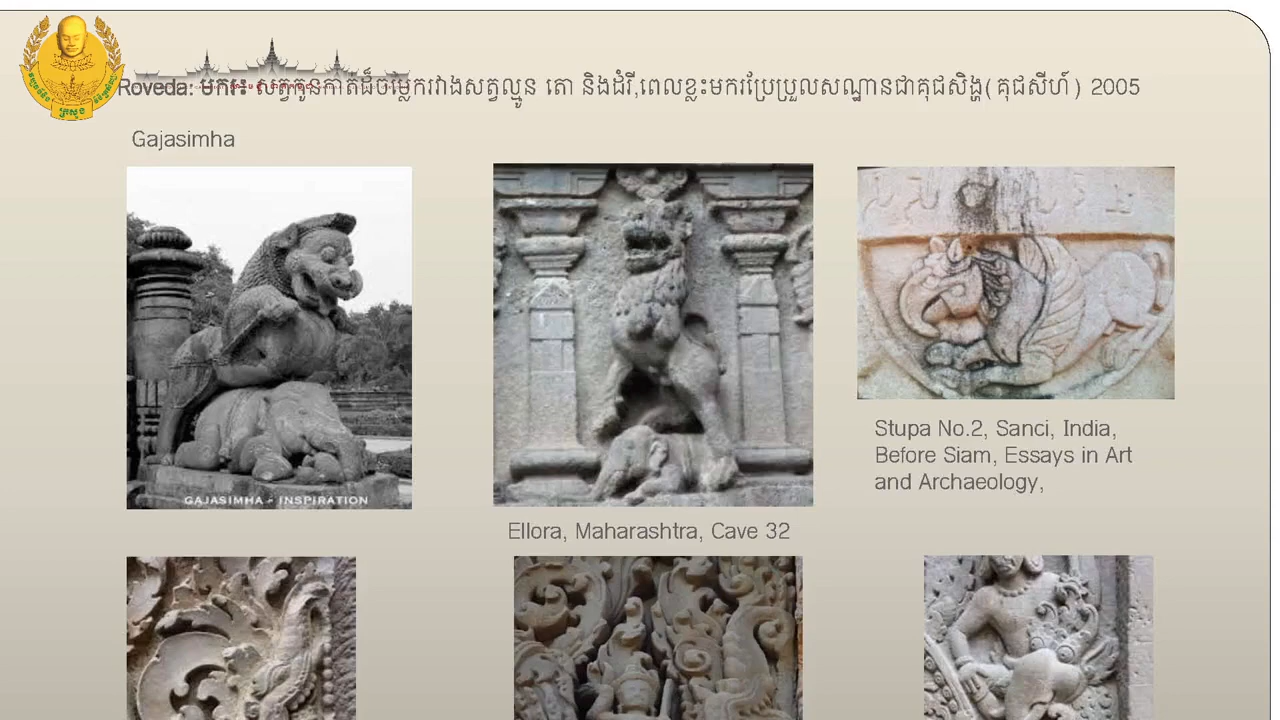 Roveda: មករ: សត្វកូនកាត់ដ៏ចម្លែករវាងសត្វល្មូន តោ និងដំរី,ពេលខ្លះមករប្រែប្រួលសណ្ឋានជាគុជសិង្ហ(គុជសីហ៍) 2005
Gajasimha
GAJASIMHA - INSPIRATION
Stupa No.2, Sanci, India,
Before Siam, Essays in Art
and Archaeology,
Ellora, Maharashtra, Cave 32